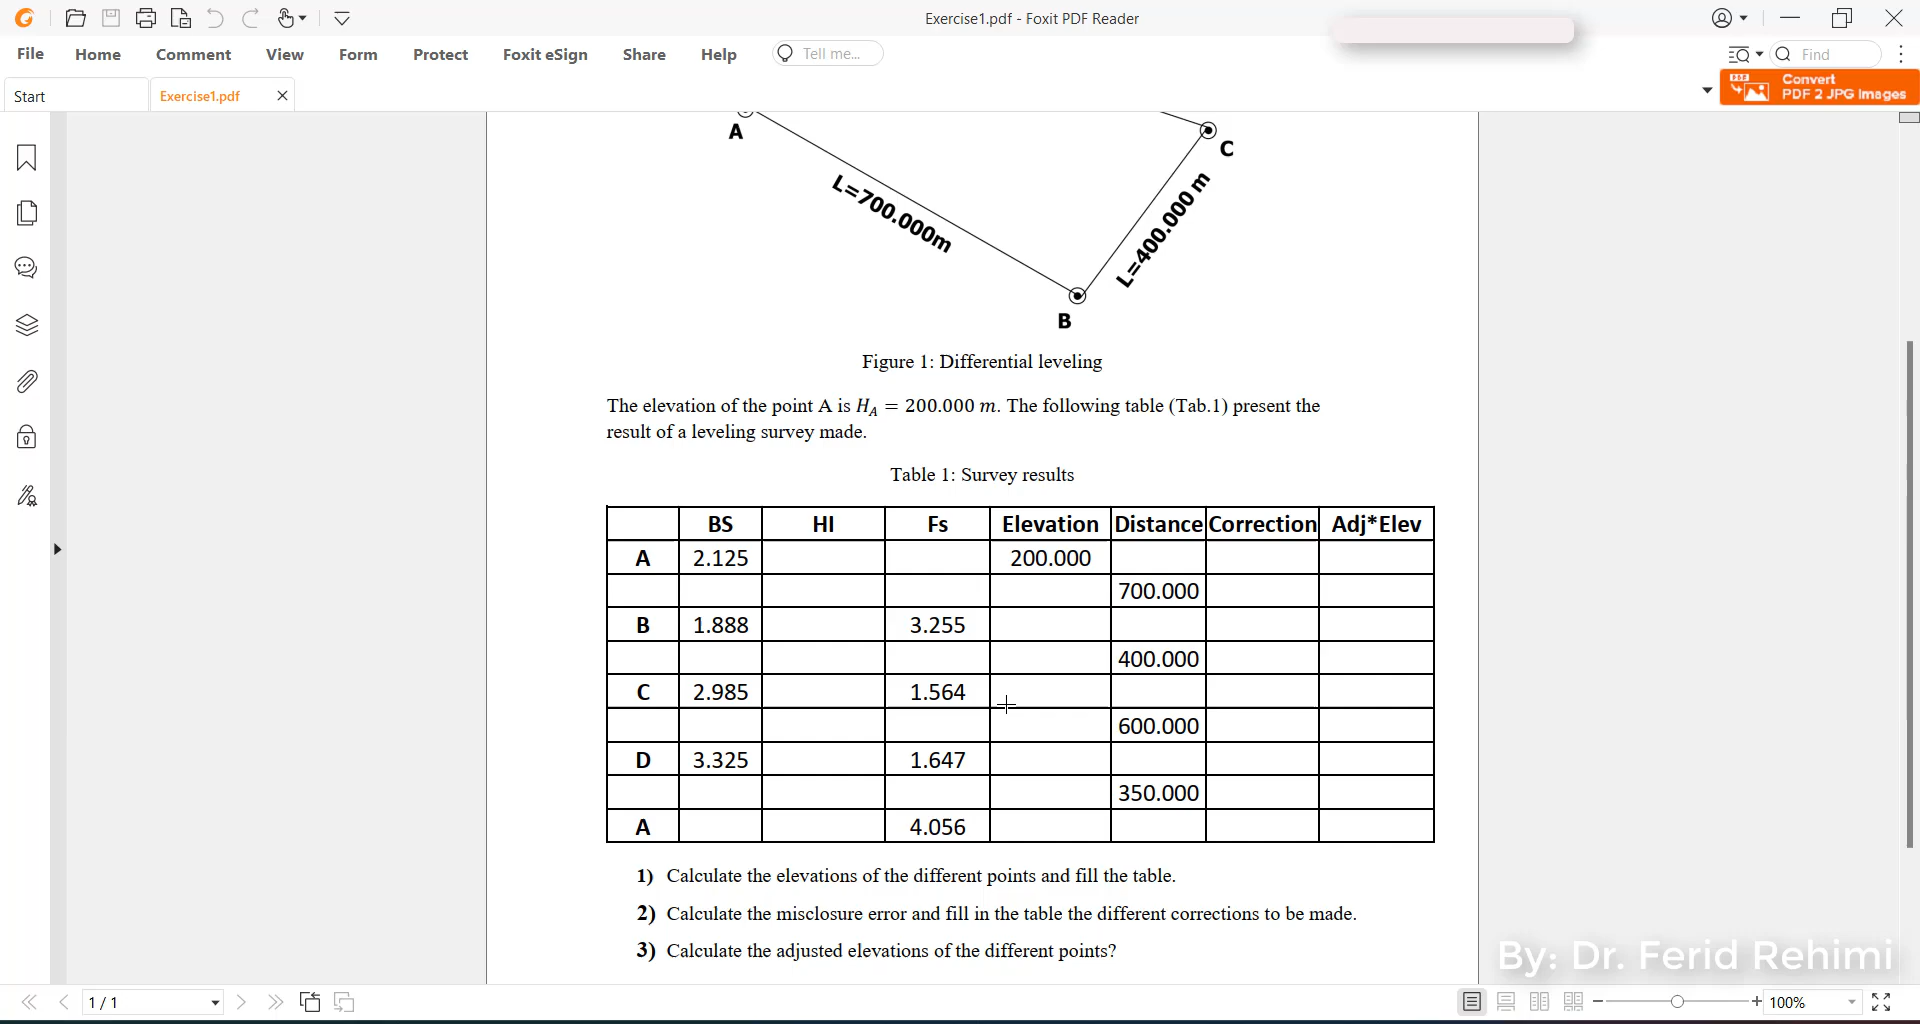 Exercise1.pdf - Foxit PDF Reader
File Home Comment View Form Protect Foxit eSign Share Help Tell me... Find
Start Exercise1.pdf
PDF Convert
PDF 2 JPG Images
A
C
L=700.000m
L=400.000 m
B
Figure 1: Differential leveling
The elevation of the point A is H_A = 200.000 m. The following table (Tab.1) present the
result of a leveling survey made.
Table 1: Survey results
BS HI Fs Elevation Distance Correction Adj*Elev
A 2.125 200.000
700.000
B 1.888 3.255
400.000
C 2.985 1.564
600.000
D 3.325 1.647
350.000
A 4.056
1) Calculate the elevations of the different points and fill the table.
2) Calculate the misclosure error and fill in the table the different corrections to be made.
3) Calculate the adjusted elevations of the different points?
By: Dr. Ferid Rehimi
1 / 1 100%